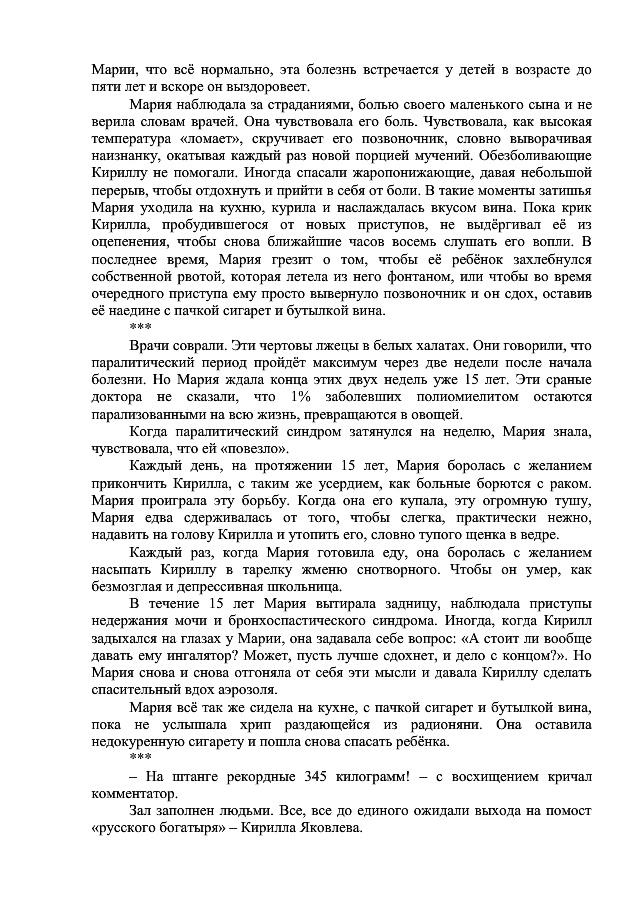 Марии, что всё нормально, эта болезнь встречается у детей в возрасте до
пяти лет и вскоре он выздоровеет.
Мария наблюдала за страданиями, болью своего маленького сына и не
верила словам врачей. Она чувствовала его боль. Чувствовала, как высокая
температура «ломает», скручивает его позвоночник, словно выворачивая
наизнанку, окатывая каждый раз новой порцией мучений. Обезболивающие
Кириллу не помогали. Иногда спасали жаропонижающие, давая небольшой
перерыв, чтобы отдохнуть и прийти в себя от боли. В такие моменты затишья
Мария уходила на кухню, курила и наслаждалась вкусом вина. Пока крик
Кирилла, пробудившегося от новых приступов, не выдёргивал её из
оцепенения, чтобы снова ближайшие часов восемь слушать его вопли. В
последнее время, Мария грезит о том, чтобы её ребёнок захлебнулся
собственной рвотой, которая летела из него фонтаном, или чтобы во время
очередного приступа ему просто вывернуло позвоночник и он сдох, оставив
её наедине с пачкой сигарет и бутылкой вина.
***
Врачи соврали. Эти чертовы лжецы в белых халатах. Они говорили, что
паралитический период пройдёт максимум через две недели после начала
болезни. Но Мария ждала конца этих двух недель уже 15 лет. Эти сраные
доктора не сказали, что 1% заболевших полиомиелитом остаются
парализованными на всю жизнь, превращаются в овощей.
Когда паралитический синдром затянулся на неделю, Мария знала,
чувствовала, что ей «повезло».
Каждый день, на протяжении 15 лет, Мария боролась с желанием
прикончить Кирилла, с таким же усердием, как больные борются с раком.
Мария проиграла эту борьбу. Когда она его купала, эту огромную тушу,
Мария едва сдерживалась от того, чтобы слегка, практически нежно,
надавить на голову Кирилла и утопить его, словно тупого щенка в ведре.
Каждый раз, когда Мария готовила еду, она боролась с желанием
насыпать Кириллу в тарелку жменю снотворного. Чтобы он умер, как
безмозглая и депрессивная школьница.
В течение 15 лет Мария вытирала задницу, наблюдала приступы
недержания мочи и бронхоспастического синдрома. Иногда, когда Кирилл
задыхался на глазах у Марии, она задавала себе вопрос: «А стоит ли вообще
давать ему ингалятор? Может, пусть лучше сдохнет, и дело с концом?». Но
Мария снова и снова отгоняла от себя эти мысли и давала Кириллу сделать
спасительный вдох аэрозоля.
Мария всё так же сидела на кухне, с пачкой сигарет и бутылкой вина,
пока не услышала хрип раздающейся из радионяни. Она оставила
недокуренную сигарету и пошла снова спасать ребёнка.
***
– На штанге рекордные 345 килограмм! – с восхищением кричал
комментатор.
Зал заполнен людьми. Все, все до единого ожидали выхода на помост
«русского богатыря» – Кирилла Яковлева.